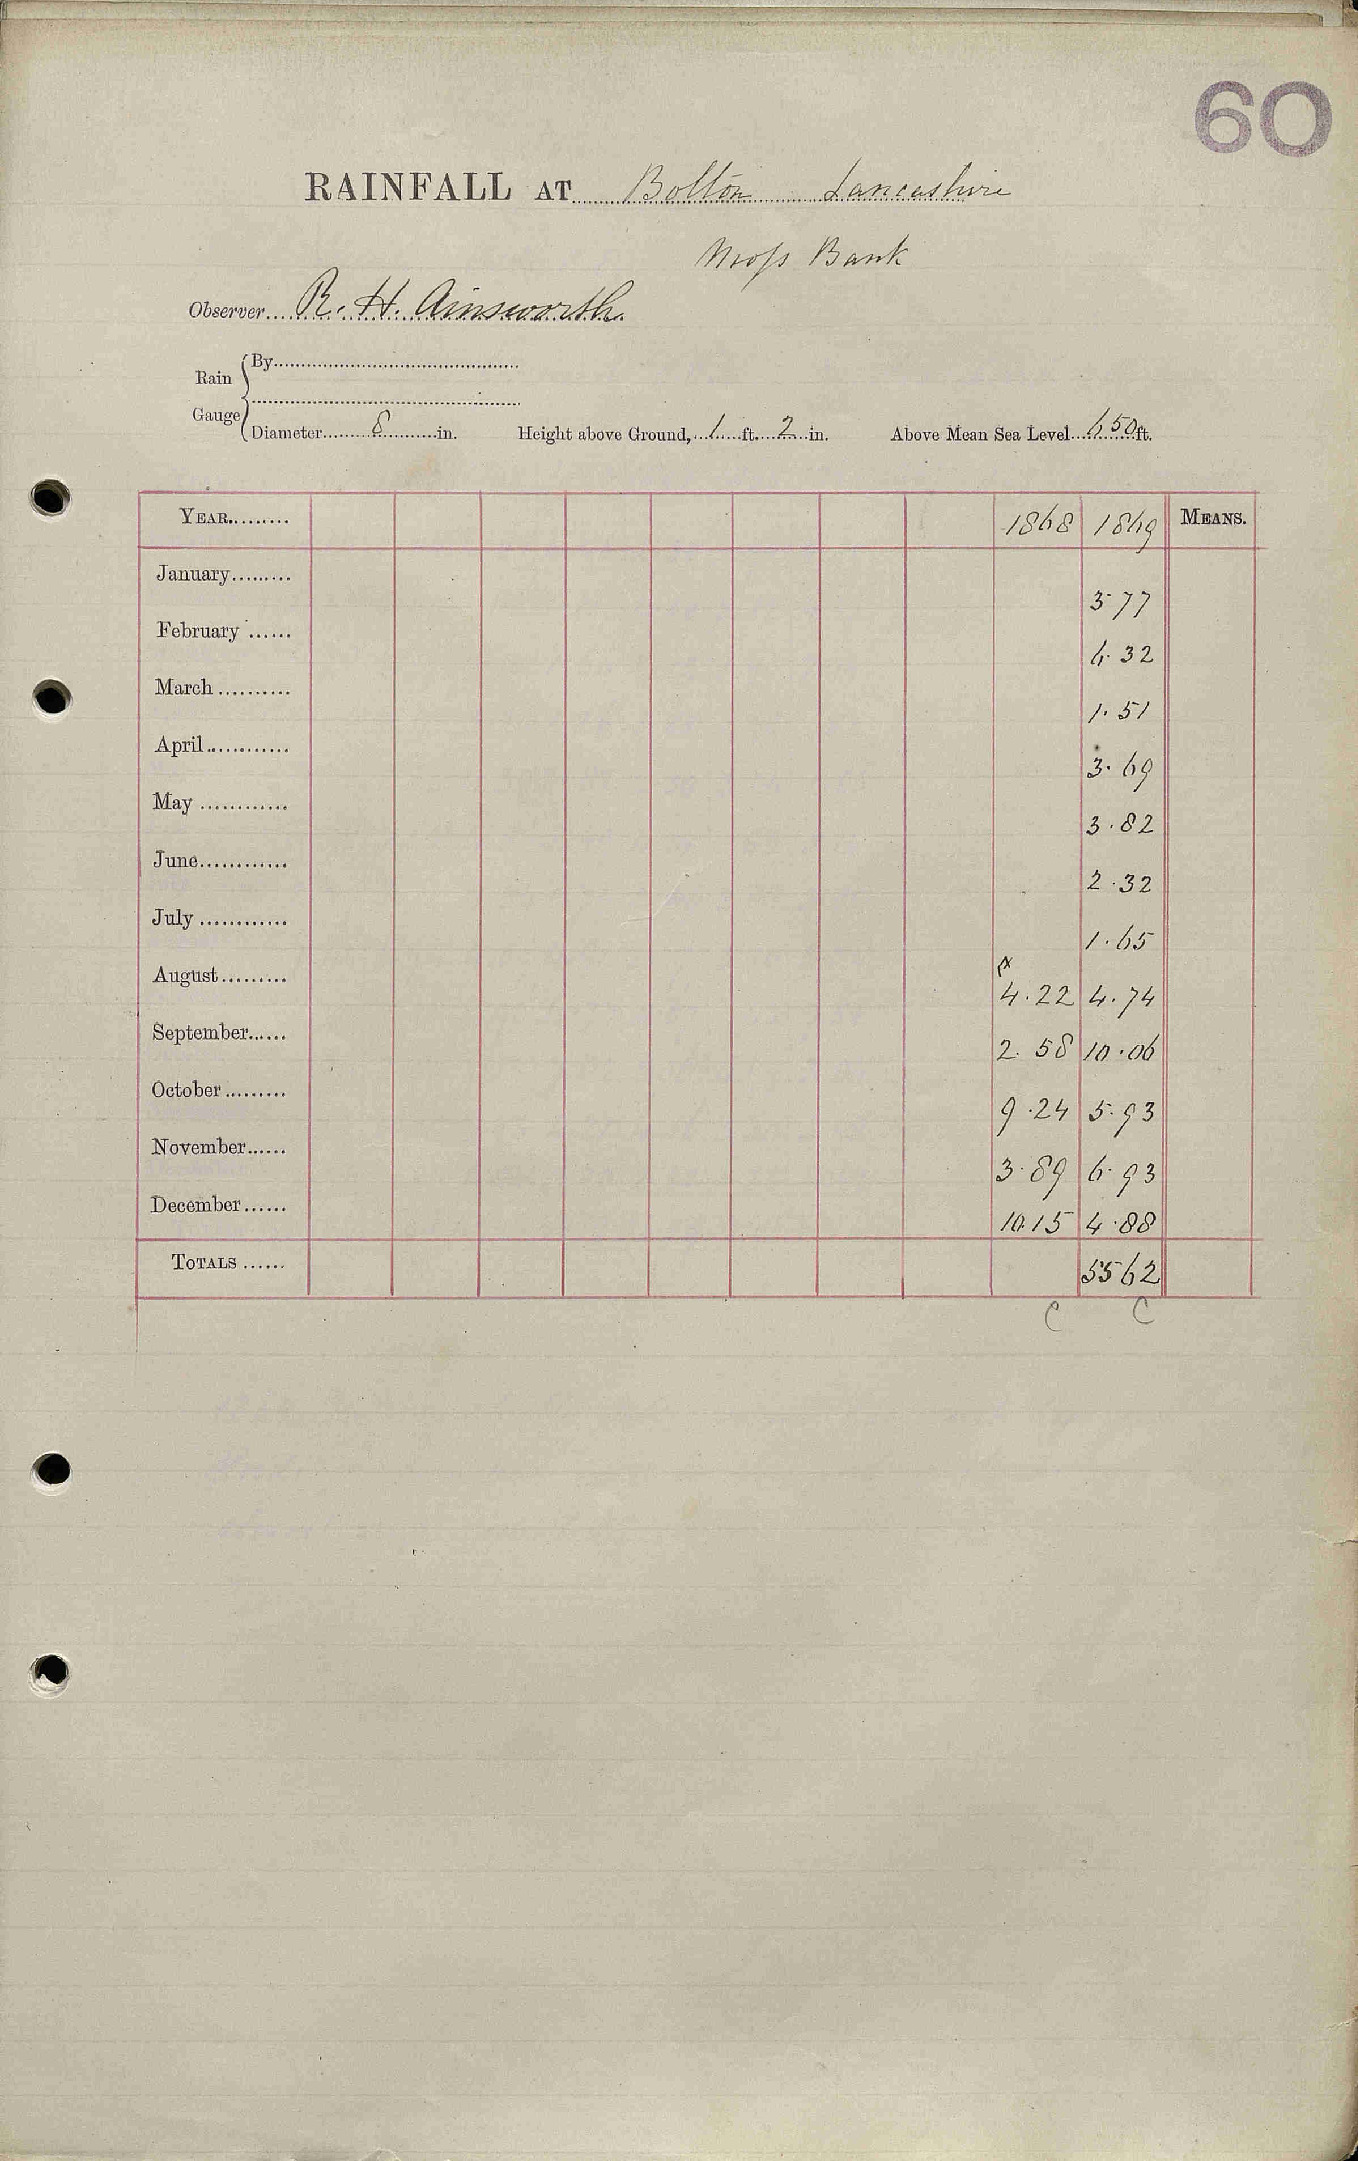 60
RAINFALL AT Bolton Lancashire
Moss Bank
Observer R. H. Ainsworth
Rain Gauge
By
Diameter 8 in. Height above Ground, 1 ft. 2 in. Above Mean Sea Level 650 ft.
YEAR 1868 1869 MEANS.
January 3.77
February 6.32
March 1.51
April 3.69
May 3.82
June 2.32
July 1.65
August 4.22 4.74
September 2.58 10.06
October 9.24 5.93
November 3.89 6.93
December 10.15 4.88
TOTALS 55 62
C C